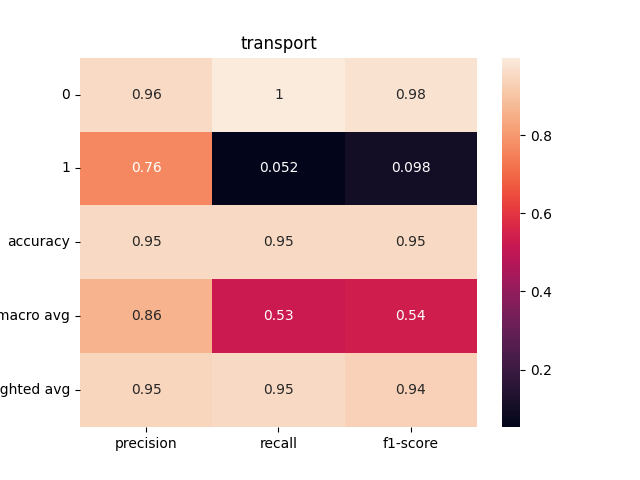 transport
0 0.96 1 0.98
1 0.76 0.052 0.098
accuracy 0.95 0.95 0.95
macro avg 0.86 0.53 0.54
ghted avg 0.95 0.95 0.94
precision recall f1-score
0.8
0.6
0.4
0.2